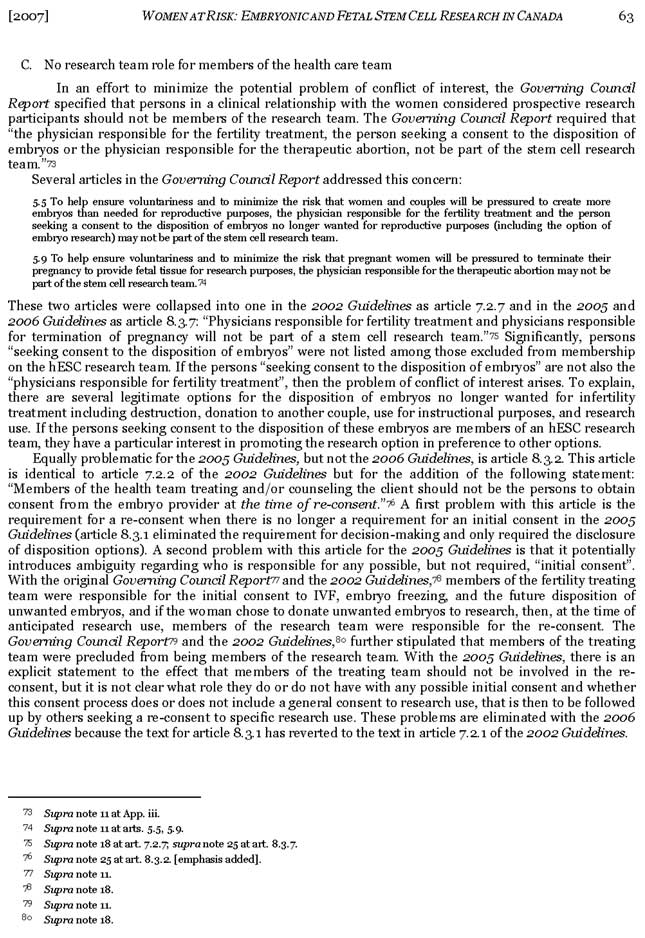 [2007] WOMEN AT RISK: EMBRYONIC AND FETAL STEM CELL RESEARCH IN CANADA 63
C. No research team role for members of the health care team
In an effort to minimize the potential problem of conflict of interest, the Governing Council
Report specified that persons in a clinical relationship with the women considered prospective research
participants should not be members of the research team. The Governing Council Report required that
“the physician responsible for the fertility treatment, the person seeking a consent to the disposition of
embryos or the physician responsible for the therapeutic abortion, not be part of the stem cell research
team.”73
Several articles in the Governing Council Report addressed this concern:
5.5 To help ensure voluntariness and to minimize the risk that women and couples will be pressured to create more
embryos than needed for reproductive purposes, the physician responsible for the fertility treatment and the person
seeking a consent to the disposition of embryos no longer wanted for reproductive purposes (including the option of
embryo research) may not be part of the stem cell research team.
5.9 To help ensure voluntariness and to minimize the risk that pregnant women will be pressured to terminate their
pregnancy to provide fetal tissue for research purposes, the physician responsible for the therapeutic abortion may not be
part of the stem cell research team.74
These two articles were collapsed into one in the 2002 Guidelines as article 7.2.7 and in the 2005 and
2006 Guidelines as article 8.3.7: “Physicians responsible for fertility treatment and physicians responsible
for termination of pregnancy will not be part of a stem cell research team.”75 Significantly, persons
“seeking consent to the disposition of embryos” were not listed among those excluded from membership
on the hESC research team. If the persons “seeking consent to the disposition of embryos” are not also the
“physicians responsible for fertility treatment”, then the problem of conflict of interest arises. To explain,
there are several legitimate options for the disposition of embryos no longer wanted for infertility
treatment including destruction, donation to another couple, use for instructional purposes, and research
use. If the persons seeking consent to the disposition of these embryos are members of an hESC research
team, they have a particular interest in promoting the research option in preference to other options.
Equally problematic for the 2005 Guidelines, but not the 2006 Guidelines, is article 8.3.2. This article
is identical to article 7.2.2 of the 2002 Guidelines but for the addition of the following statement:
“Members of the health team treating and/or counseling the client should not be the persons to obtain
consent from the embryo provider at the time of re-consent.”76 A first problem with this article is the
requirement for a re-consent when there is no longer a requirement for an initial consent in the 2005
Guidelines (article 8.3.1 eliminated the requirement for decision-making and only required the disclosure
of disposition options). A second problem with this article for the 2005 Guidelines is that it potentially
introduces ambiguity regarding who is responsible for any possible, but not required, “initial consent”.
With the original Governing Council Report77 and the 2002 Guidelines,78 members of the fertility treating
team were responsible for the initial consent to IVF, embryo freezing, and the future disposition of
unwanted embryos, and if the woman chose to donate unwanted embryos to research, then, at the time of
anticipated research use, members of the research team were responsible for the re-consent. The
Governing Council Report79 and the 2002 Guidelines,80 further stipulated that members of the treating
team were precluded from being members of the research team. With the 2005 Guidelines, there is an
explicit statement to the effect that members of the treating team should not be involved in the re-
consent, but it is not clear what role they do or do not have with any possible initial consent and whether
this consent process does or does not include a general consent to research use, that is then to be followed
up by others seeking a re-consent to specific research use. These problems are eliminated with the 2006
Guidelines because the text for article 8.3.1 has reverted to the text in article 7.2.1 of the 2002 Guidelines.
73 Supra note 11 at App. iii.
74 Supra note 11 at arts. 5.5, 5.9.
75 Supra note 18 at art. 7.2.7; supra note 25 at art. 8.3.7.
76 Supra note 25 at art. 8.3.2. [emphasis added].
77 Supra note 11.
78 Supra note 18.
79 Supra note 11.
80 Supra note 18.